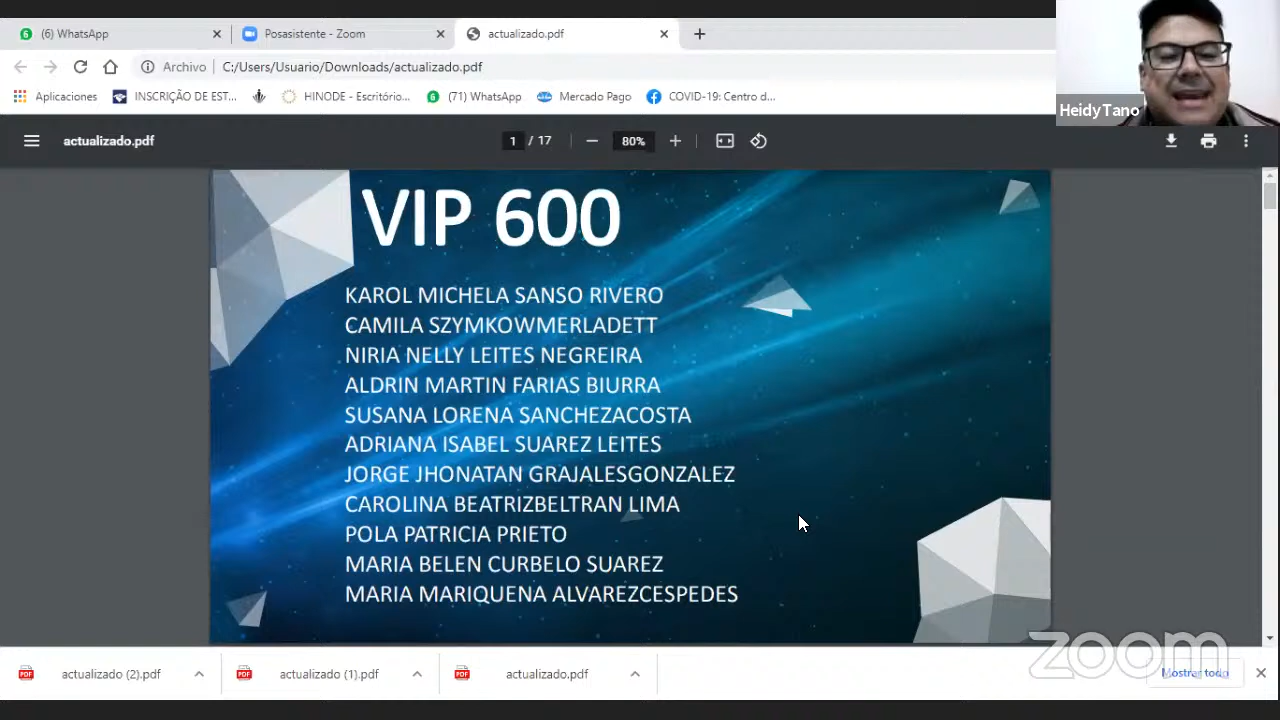 (6) WhatsApp
Posasistente - Zoom
actualizado.pdf
Archivo
C:/Users/Usuario/Downloads/actualizado.pdf
Aplicaciones
INSCRIÇÃO DE EST...
HINODE - Escritório...
(71) WhatsApp
Mercado Pago
COVID-19: Centro d...
HeidyTano
actualizado.pdf
1 / 17
80%
VIP 600
KAROL MICHELA SANSO RIVERO
CAMILA SZYMKOWMERLADETT
NIRIA NELLY LEITES NEGREIRA
ALDRIN MARTIN FARIAS BIURRA
SUSANA LORENA SANCHEZACOSTA
ADRIANA ISABEL SUAREZ LEITES
JORGE JHONATAN GRAJALESGONZALEZ
CAROLINA BEATRIZBELTRAN LIMA
POLA PATRICIA PRIETO
MARIA BELEN CURBELO SUAREZ
MARIA MARIQUENA ALVAREZCESPEDES
zoom
PDF
actualizado (2).pdf
PDF
actualizado (1).pdf
PDF
actualizado.pdf
Mostrar todo